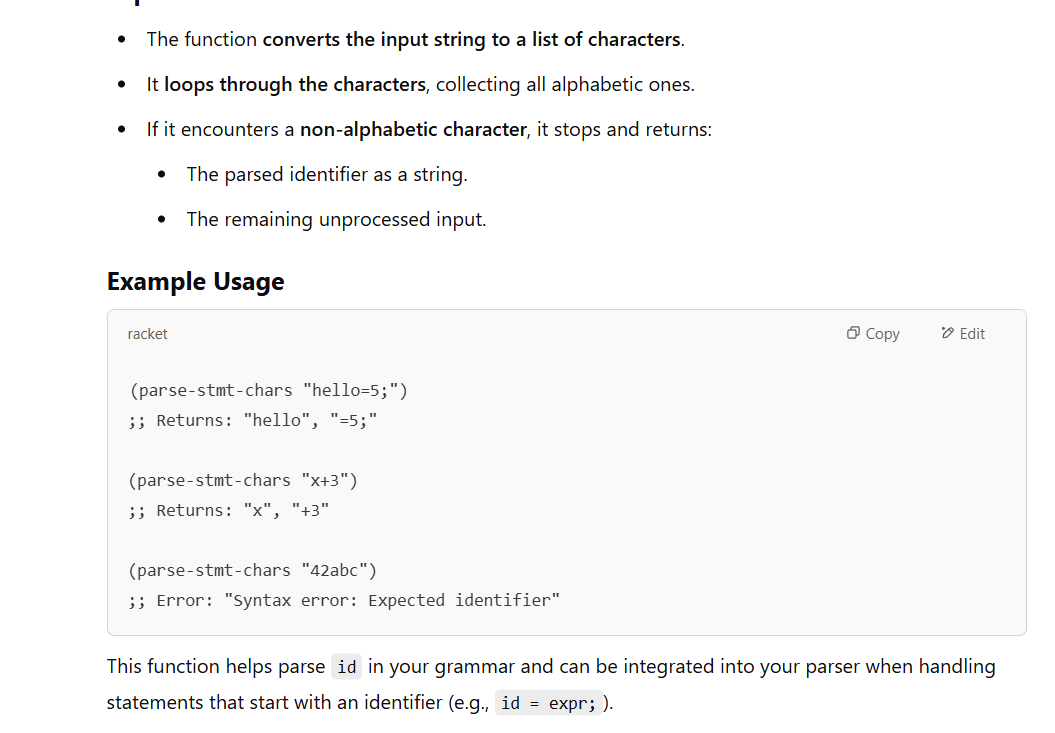 • The function converts the input string to a list of characters.
• It loops through the characters, collecting all alphabetic ones.
• If it encounters a non-alphabetic character, it stops and returns:
• The parsed identifier as a string.
• The remaining unprocessed input.
Example Usage
racket Copy Edit
(parse-stmt-chars "hello=5;")
;; Returns: "hello", "=5;"
(parse-stmt-chars "x+3")
;; Returns: "x", "+3"
(parse-stmt-chars "42abc")
;; Error: "Syntax error: Expected identifier"
This function helps parse id in your grammar and can be integrated into your parser when handling
statements that start with an identifier (e.g., id = expr; ).